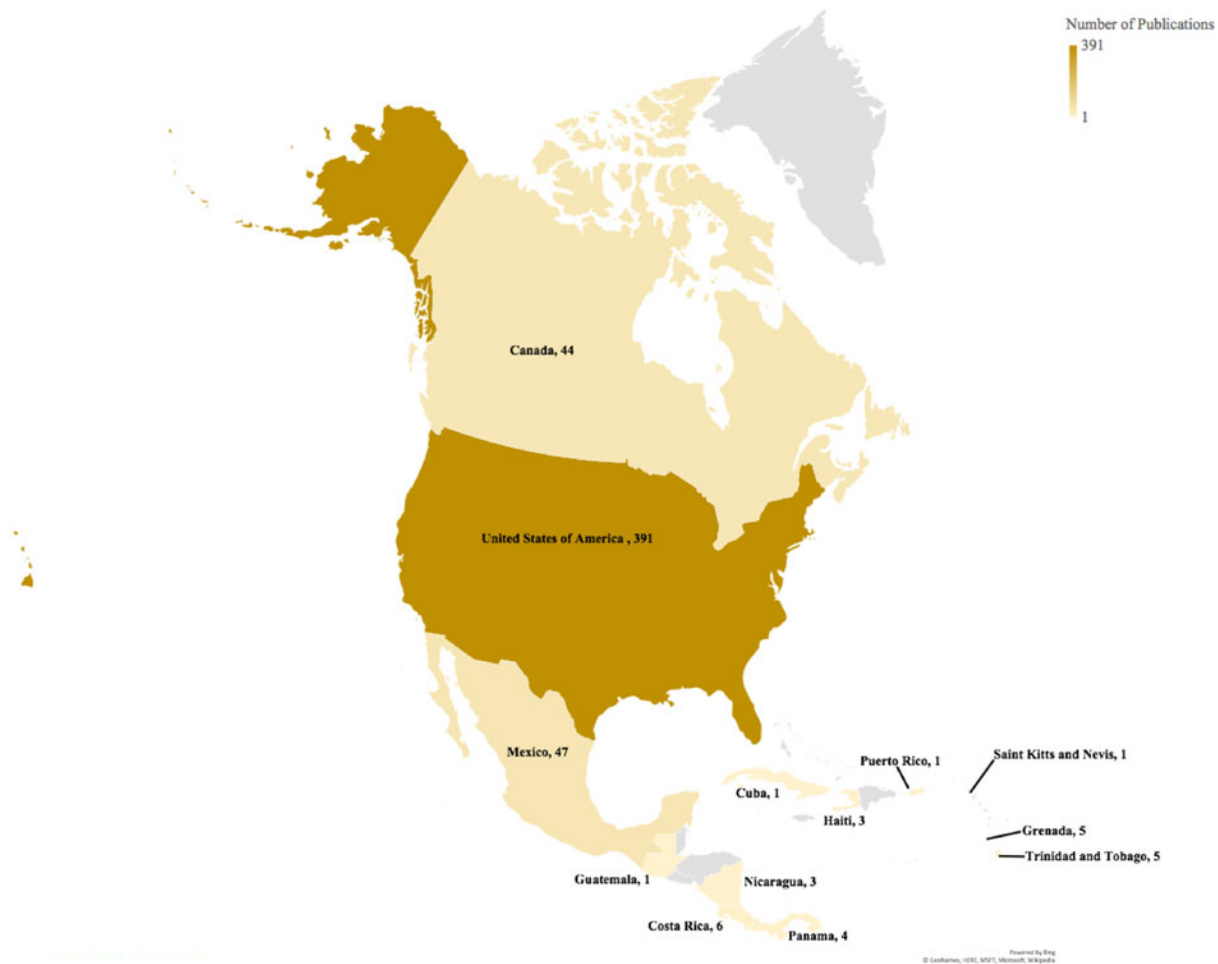 Number of Publications
391
1
Canada, 44
United States of America , 391
Mexico, 47
Puerto Rico, 1
Saint Kitts and Nevis, 1
Cuba, 1
Haiti, 3
Grenada, 5
Trinidad and Tobago, 5
Guatemala, 1
Nicaragua, 3
Costa Rica, 6
Panama, 4
Powered by Bing
© GeoNames, HERE, MSFT, Microsoft, Wikipedia